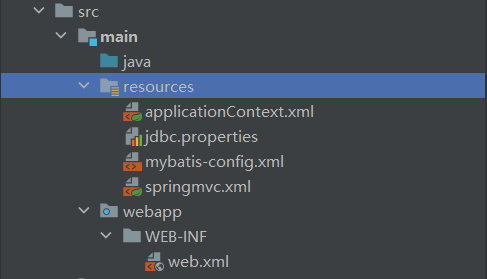 src
main
java
resources
applicationContext.xml
jdbc.properties
mybatis-config.xml
springmvc.xml
webapp
WEB-INF
web.xml